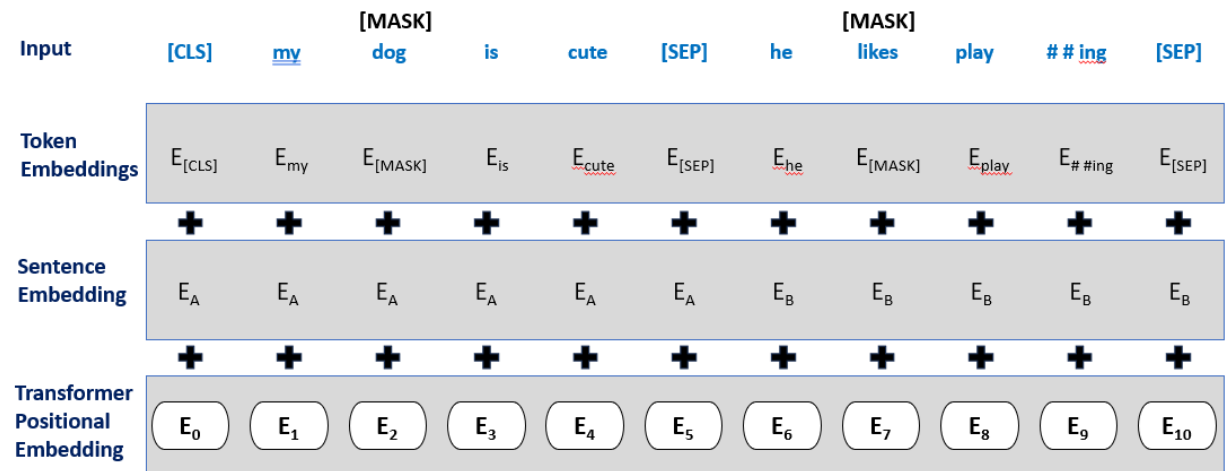 [MASK] [MASK]
Input [CLS] my dog is cute [SEP] he likes play # # ing [SEP]
Token
Embeddings
E[CLS] Emy E[MASK] Eis Ecute E[SEP] Ehe E[MASK] Eplay E# #ing E[SEP]
Sentence
Embedding
EA EA EA EA EA EA EB EB EB EB EB
Transformer
Positional
Embedding
E0 E1 E2 E3 E4 E5 E6 E7 E8 E9 E10